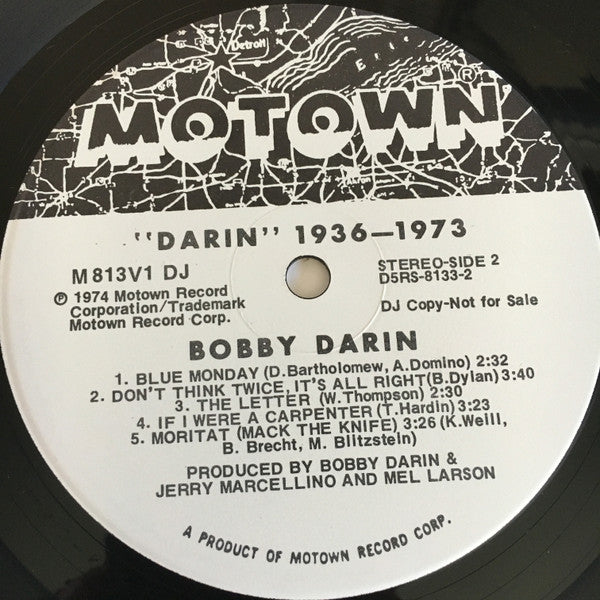 Detroit
Erie
MOTOWN®
"DARIN" 1936—1973
M 813V1 DJ
STEREO-SIDE 2
D5RS-8133-2
℗ 1974 Motown Record
Corporation/Trademark
Motown Record Corp.
DJ Copy-Not for Sale
BOBBY DARIN
1. BLUE MONDAY (D.Bartholomew, A.Domino) 2:32
2. DON'T THINK TWICE, IT'S ALL RIGHT(B.Dylan) 3:40
3. THE LETTER (W.Thompson) 2:30
4. IF I WERE A CARPENTER (T.Hardin) 3:23
5. MORITAT (MACK THE KNIFE) 3:26 (K.Weill,
B. Brecht, M. Blitzstein)
PRODUCED BY BOBBY DARIN &
JERRY MARCELLINO AND MEL LARSON
A PRODUCT OF MOTOWN RECORD CORP.